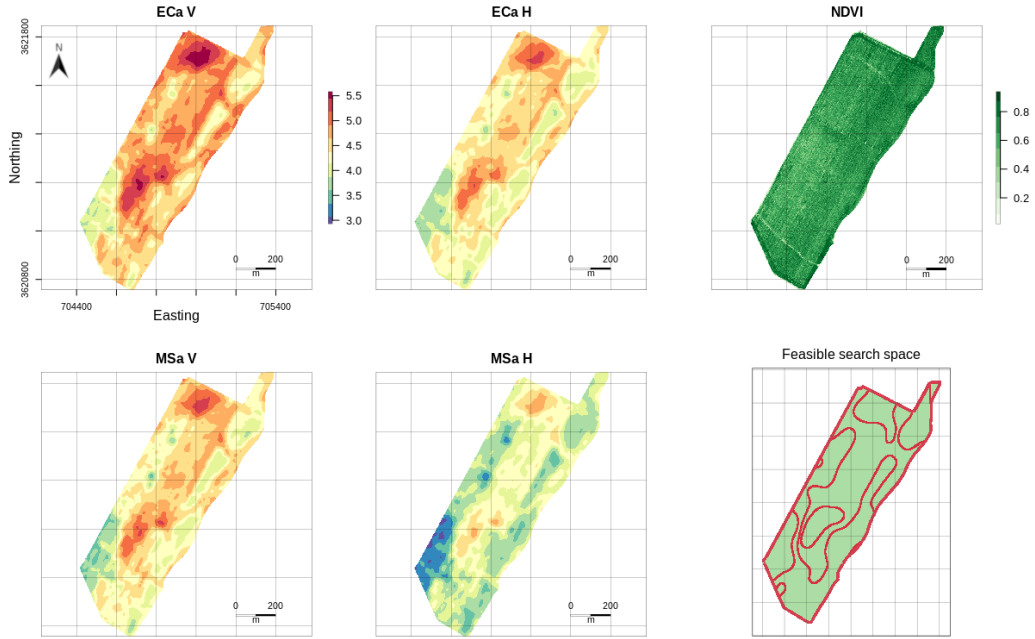 ECa V
ECa H
NDVI
3621800
N
Northing
3620800
5.5
5.0
4.5
4.0
3.5
3.0
0.8
0.6
0.4
0.2
0 200
m
0 200
m
0 200
m
704400
705400
Easting
MSa V
MSa H
Feasible search space
0 200
m
0 200
m